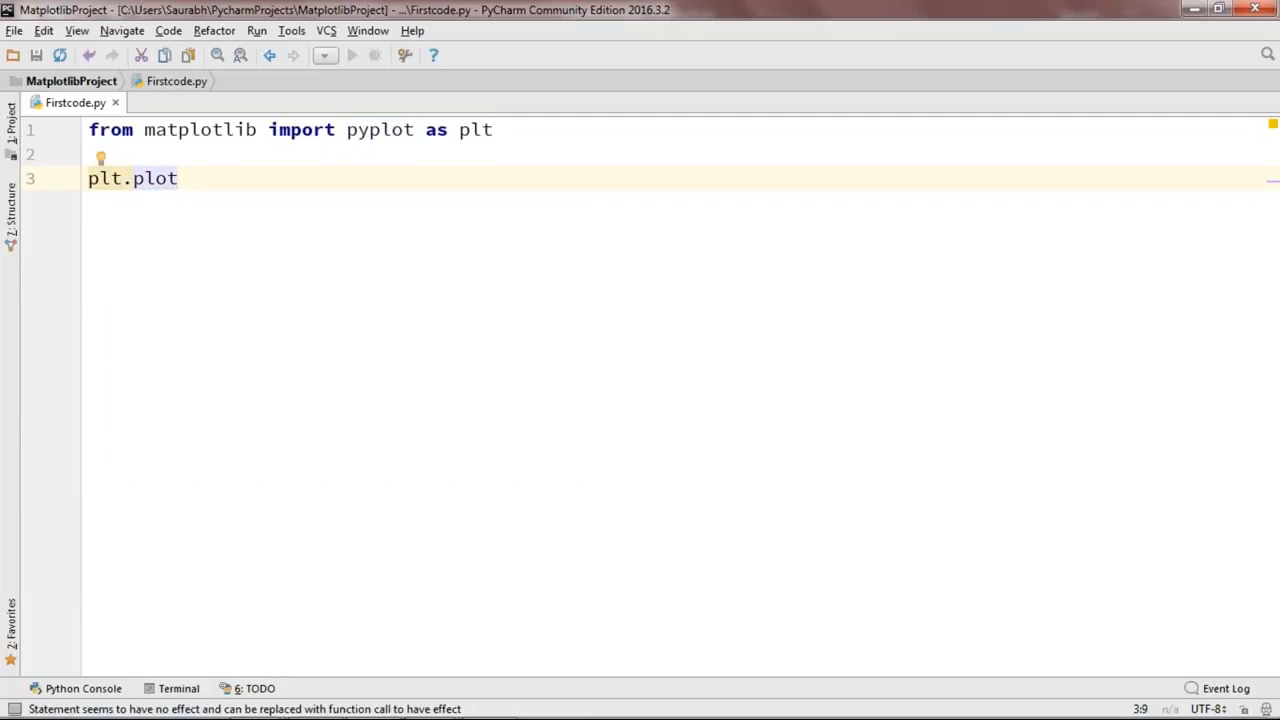 MatplotlibProject - [C:\Users\Saurabh\PycharmProjects\MatplotlibProject] - ...\Firstcode.py - PyCharm Community Edition 2016.3.2
File Edit View Navigate Code Refactor Run Tools VCS Window Help
MatplotlibProject Firstcode.py
Firstcode.py
1: Project
7: Structure
2: Favorites
1 from matplotlib import pyplot as plt
2
3 plt.plot
Python Console Terminal 6: TODO Event Log
Statement seems to have no effect and can be replaced with function call to have effect 3:9 n/a UTF-8